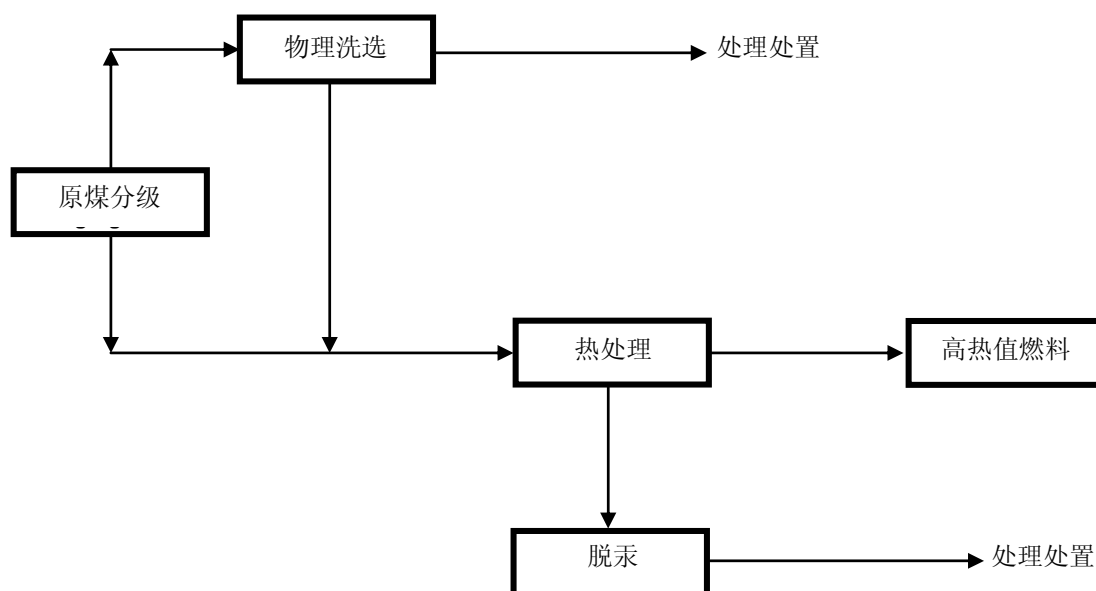 物理洗选
处理处置
原煤分级
热处理
高热值燃料
脱汞
处理处置